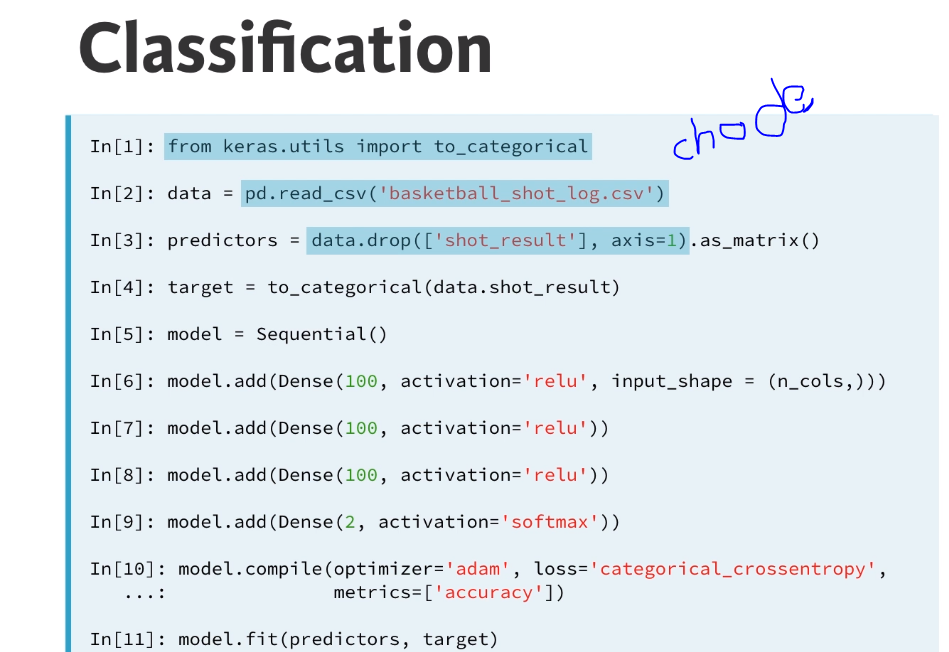 Classification
chode
In[1]: from keras.utils import to_categorical
In[2]: data = pd.read_csv('basketball_shot_log.csv')
In[3]: predictors = data.drop(['shot_result'], axis=1).as_matrix()
In[4]: target = to_categorical(data.shot_result)
In[5]: model = Sequential()
In[6]: model.add(Dense(100, activation='relu', input_shape = (n_cols,)))
In[7]: model.add(Dense(100, activation='relu'))
In[8]: model.add(Dense(100, activation='relu'))
In[9]: model.add(Dense(2, activation='softmax'))
In[10]: model.compile(optimizer='adam', loss='categorical_crossentropy',
...: metrics=['accuracy'])
In[11]: model.fit(predictors, target)